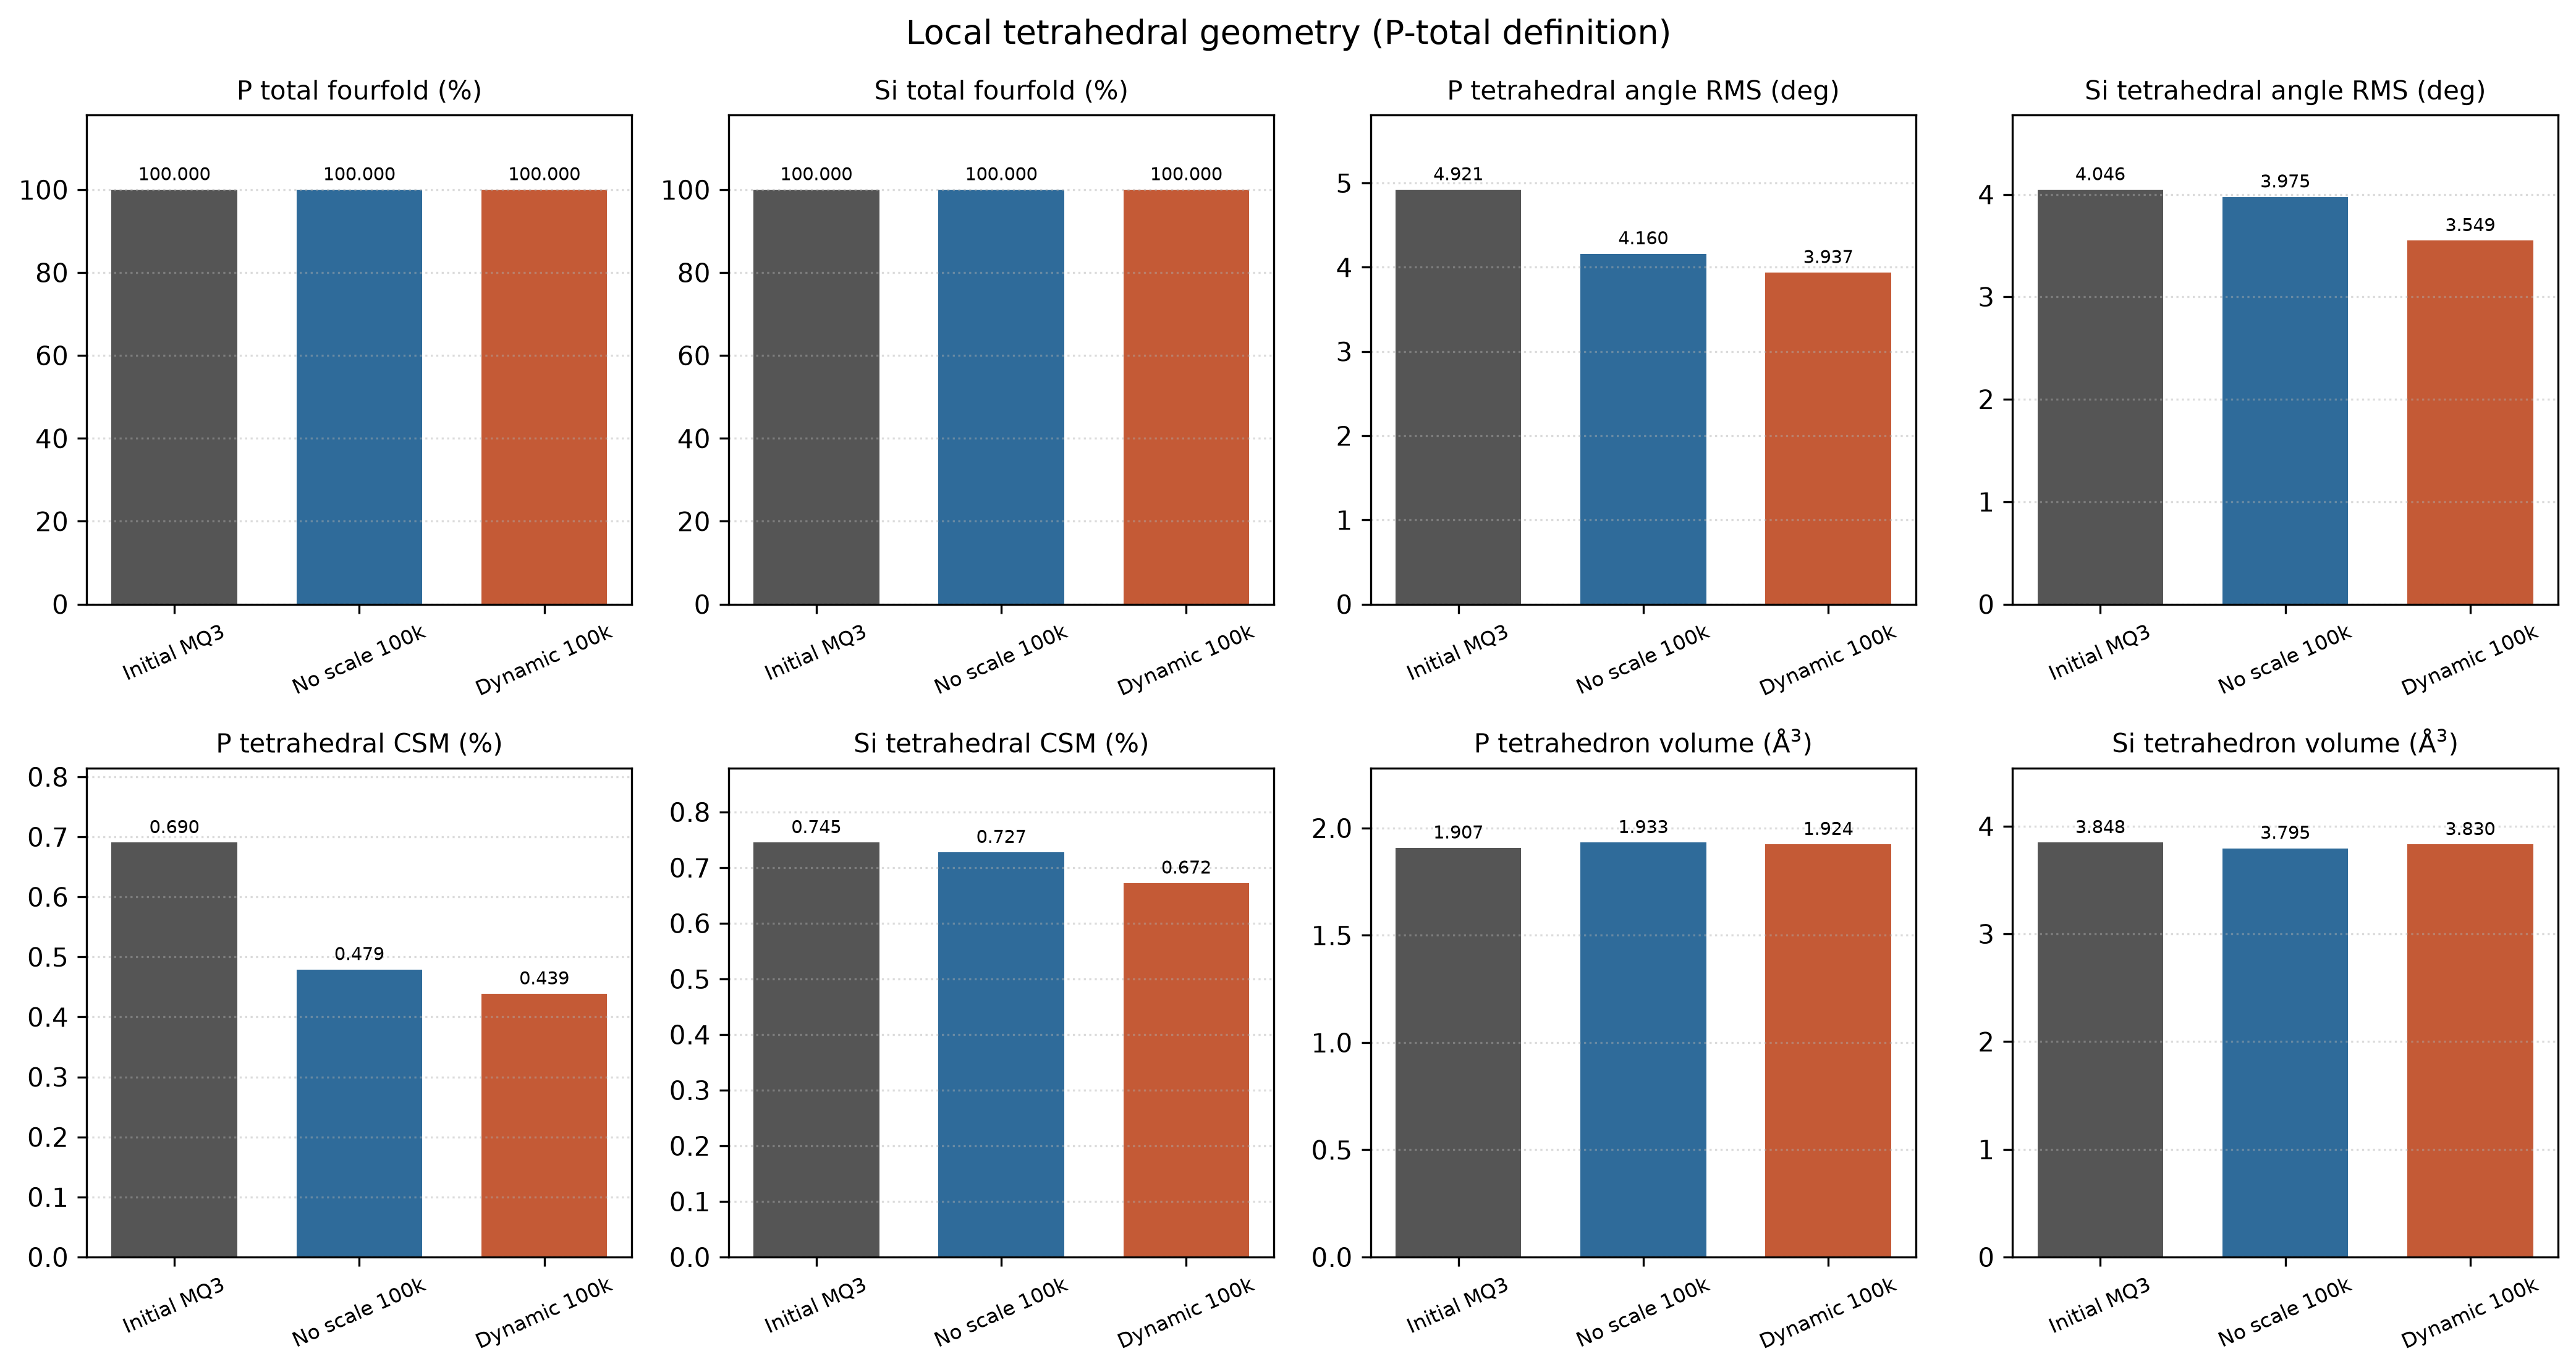 Local tetrahedral geometry (P-total definition)
P total fourfold (%)
100.000 100.000 100.000
100
80
60
40
20
0
Initial MQ3 No scale 100k Dynamic 100k
Si total fourfold (%)
100.000 100.000 100.000
100
80
60
40
20
0
Initial MQ3 No scale 100k Dynamic 100k
P tetrahedral angle RMS (deg)
4.921 4.160 3.937
5
4
3
2
1
0
Initial MQ3 No scale 100k Dynamic 100k
Si tetrahedral angle RMS (deg)
4.046 3.975 3.549
4
3
2
1
0
Initial MQ3 No scale 100k Dynamic 100k
P tetrahedral CSM (%)
0.690 0.479 0.439
0.8
0.7
0.6
0.5
0.4
0.3
0.2
0.1
0.0
Initial MQ3 No scale 100k Dynamic 100k
Si tetrahedral CSM (%)
0.745 0.727 0.672
0.8
0.7
0.6
0.5
0.4
0.3
0.2
0.1
0.0
Initial MQ3 No scale 100k Dynamic 100k
P tetrahedron volume (Å³)
1.907 1.933 1.924
2.0
1.5
1.0
0.5
0.0
Initial MQ3 No scale 100k Dynamic 100k
Si tetrahedron volume (Å³)
3.848 3.795 3.830
4
3
2
1
0
Initial MQ3 No scale 100k Dynamic 100k